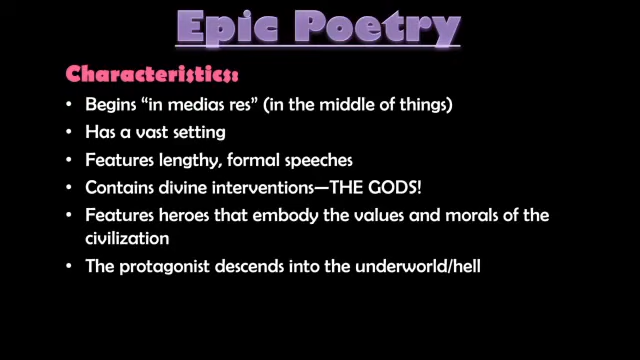 Epic Poetry
Characteristics:
• Begins “in medias res” (in the middle of things)
• Has a vast setting
• Features lengthy, formal speeches
• Contains divine interventions—THE GODS!
• Features heroes that embody the values and morals of the
civilization
• The protagonist descends into the underworld/hell